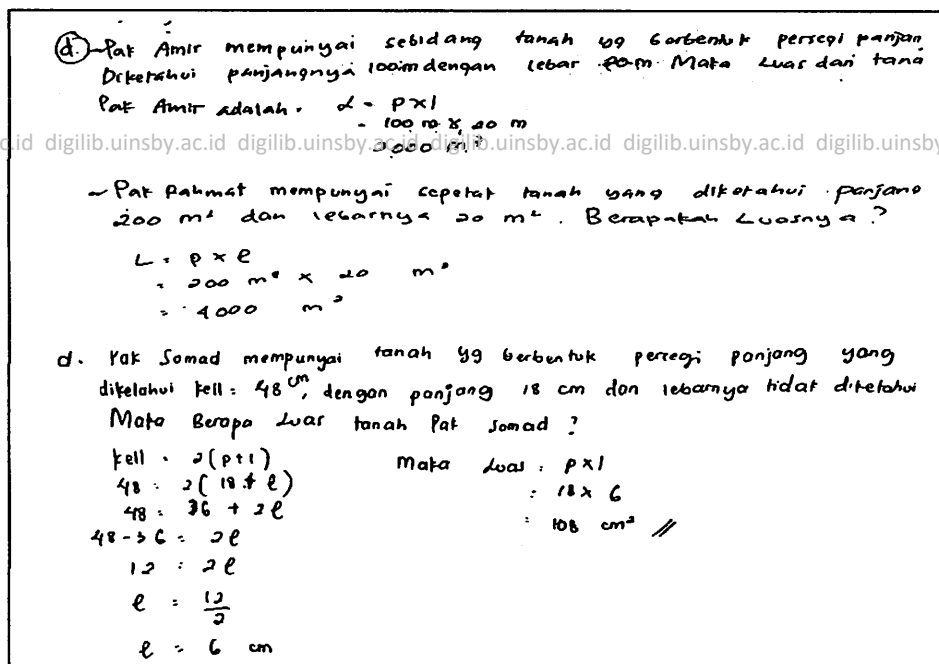 d. ~ Pak Amir mempunyai sebidang tanah yg berbentuk persegi panjan
Diketahui panjangnya 100 m dengan lebar 20 m. Maka Luas dari tana
Pak Amir adalah. L = p x l
= 100 m x 20 m
c.id digilib.uinsby.ac.id digilib.uinsby.ac.id digilib.uinsby.ac.id digilib.uinsby.ac.id digilib.uinsby
2000 m²
~ Pak Rahmat mempunyai sepetak tanah yang diketahui panjang
200 m² dan lebarnya 20 m². Berapakah Luasnya?
L = p x l
= 200 m² x 20 m²
= 4000 m²
d. Pak Somad mempunyai tanah yg berbentuk persegi panjang yang
diketahui kell = 48 cm, dengan panjang 18 cm dan lebarnya tidak diketahui
Maka Berapa Luas tanah Pak Somad?
kell = 2(p+l) Maka Luas = p x l
48 = 2(18 + l) = 18 x 6
48 = 36 + 2l = 108 cm² //
48 - 36 = 2l
12 = 2l
l = 12/2
l = 6 cm